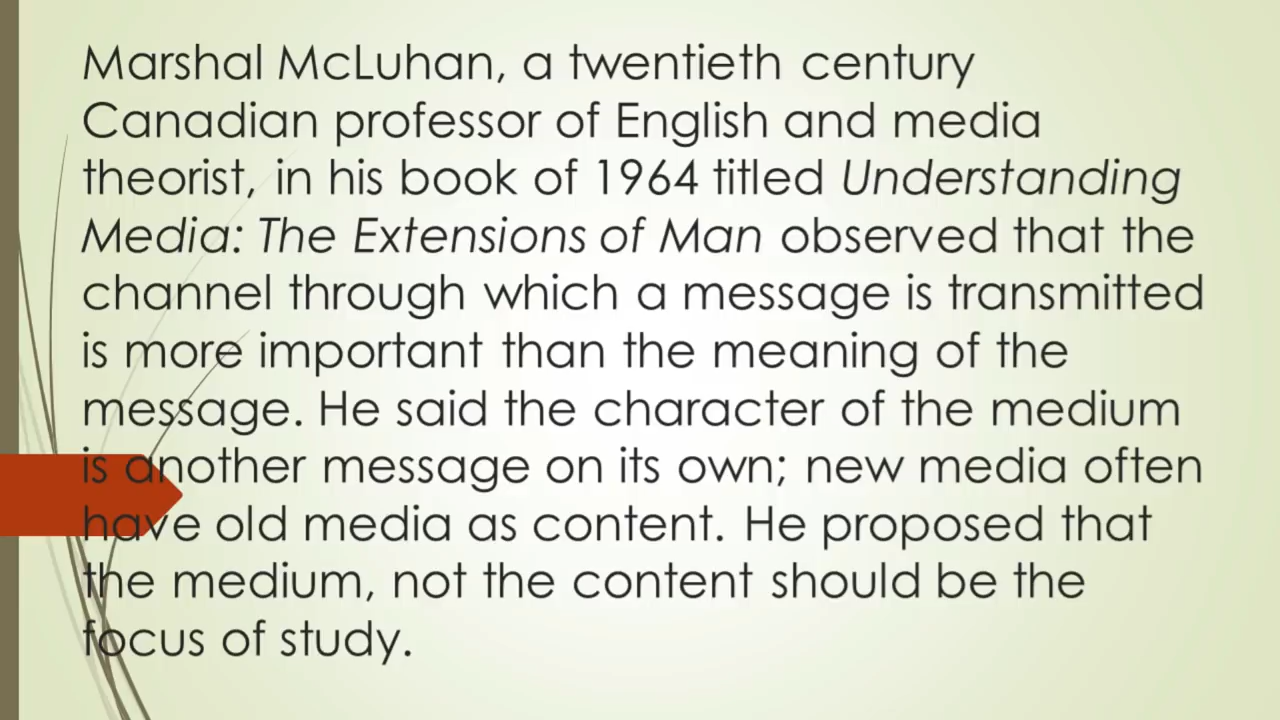 Marshal McLuhan, a twentieth century
Canadian professor of English and media
theorist, in his book of 1964 titled Understanding
Media: The Extensions of Man observed that the
channel through which a message is transmitted
is more important than the meaning of the
message. He said the character of the medium
is another message on its own; new media often
have old media as content. He proposed that
the medium, not the content should be the
focus of study.